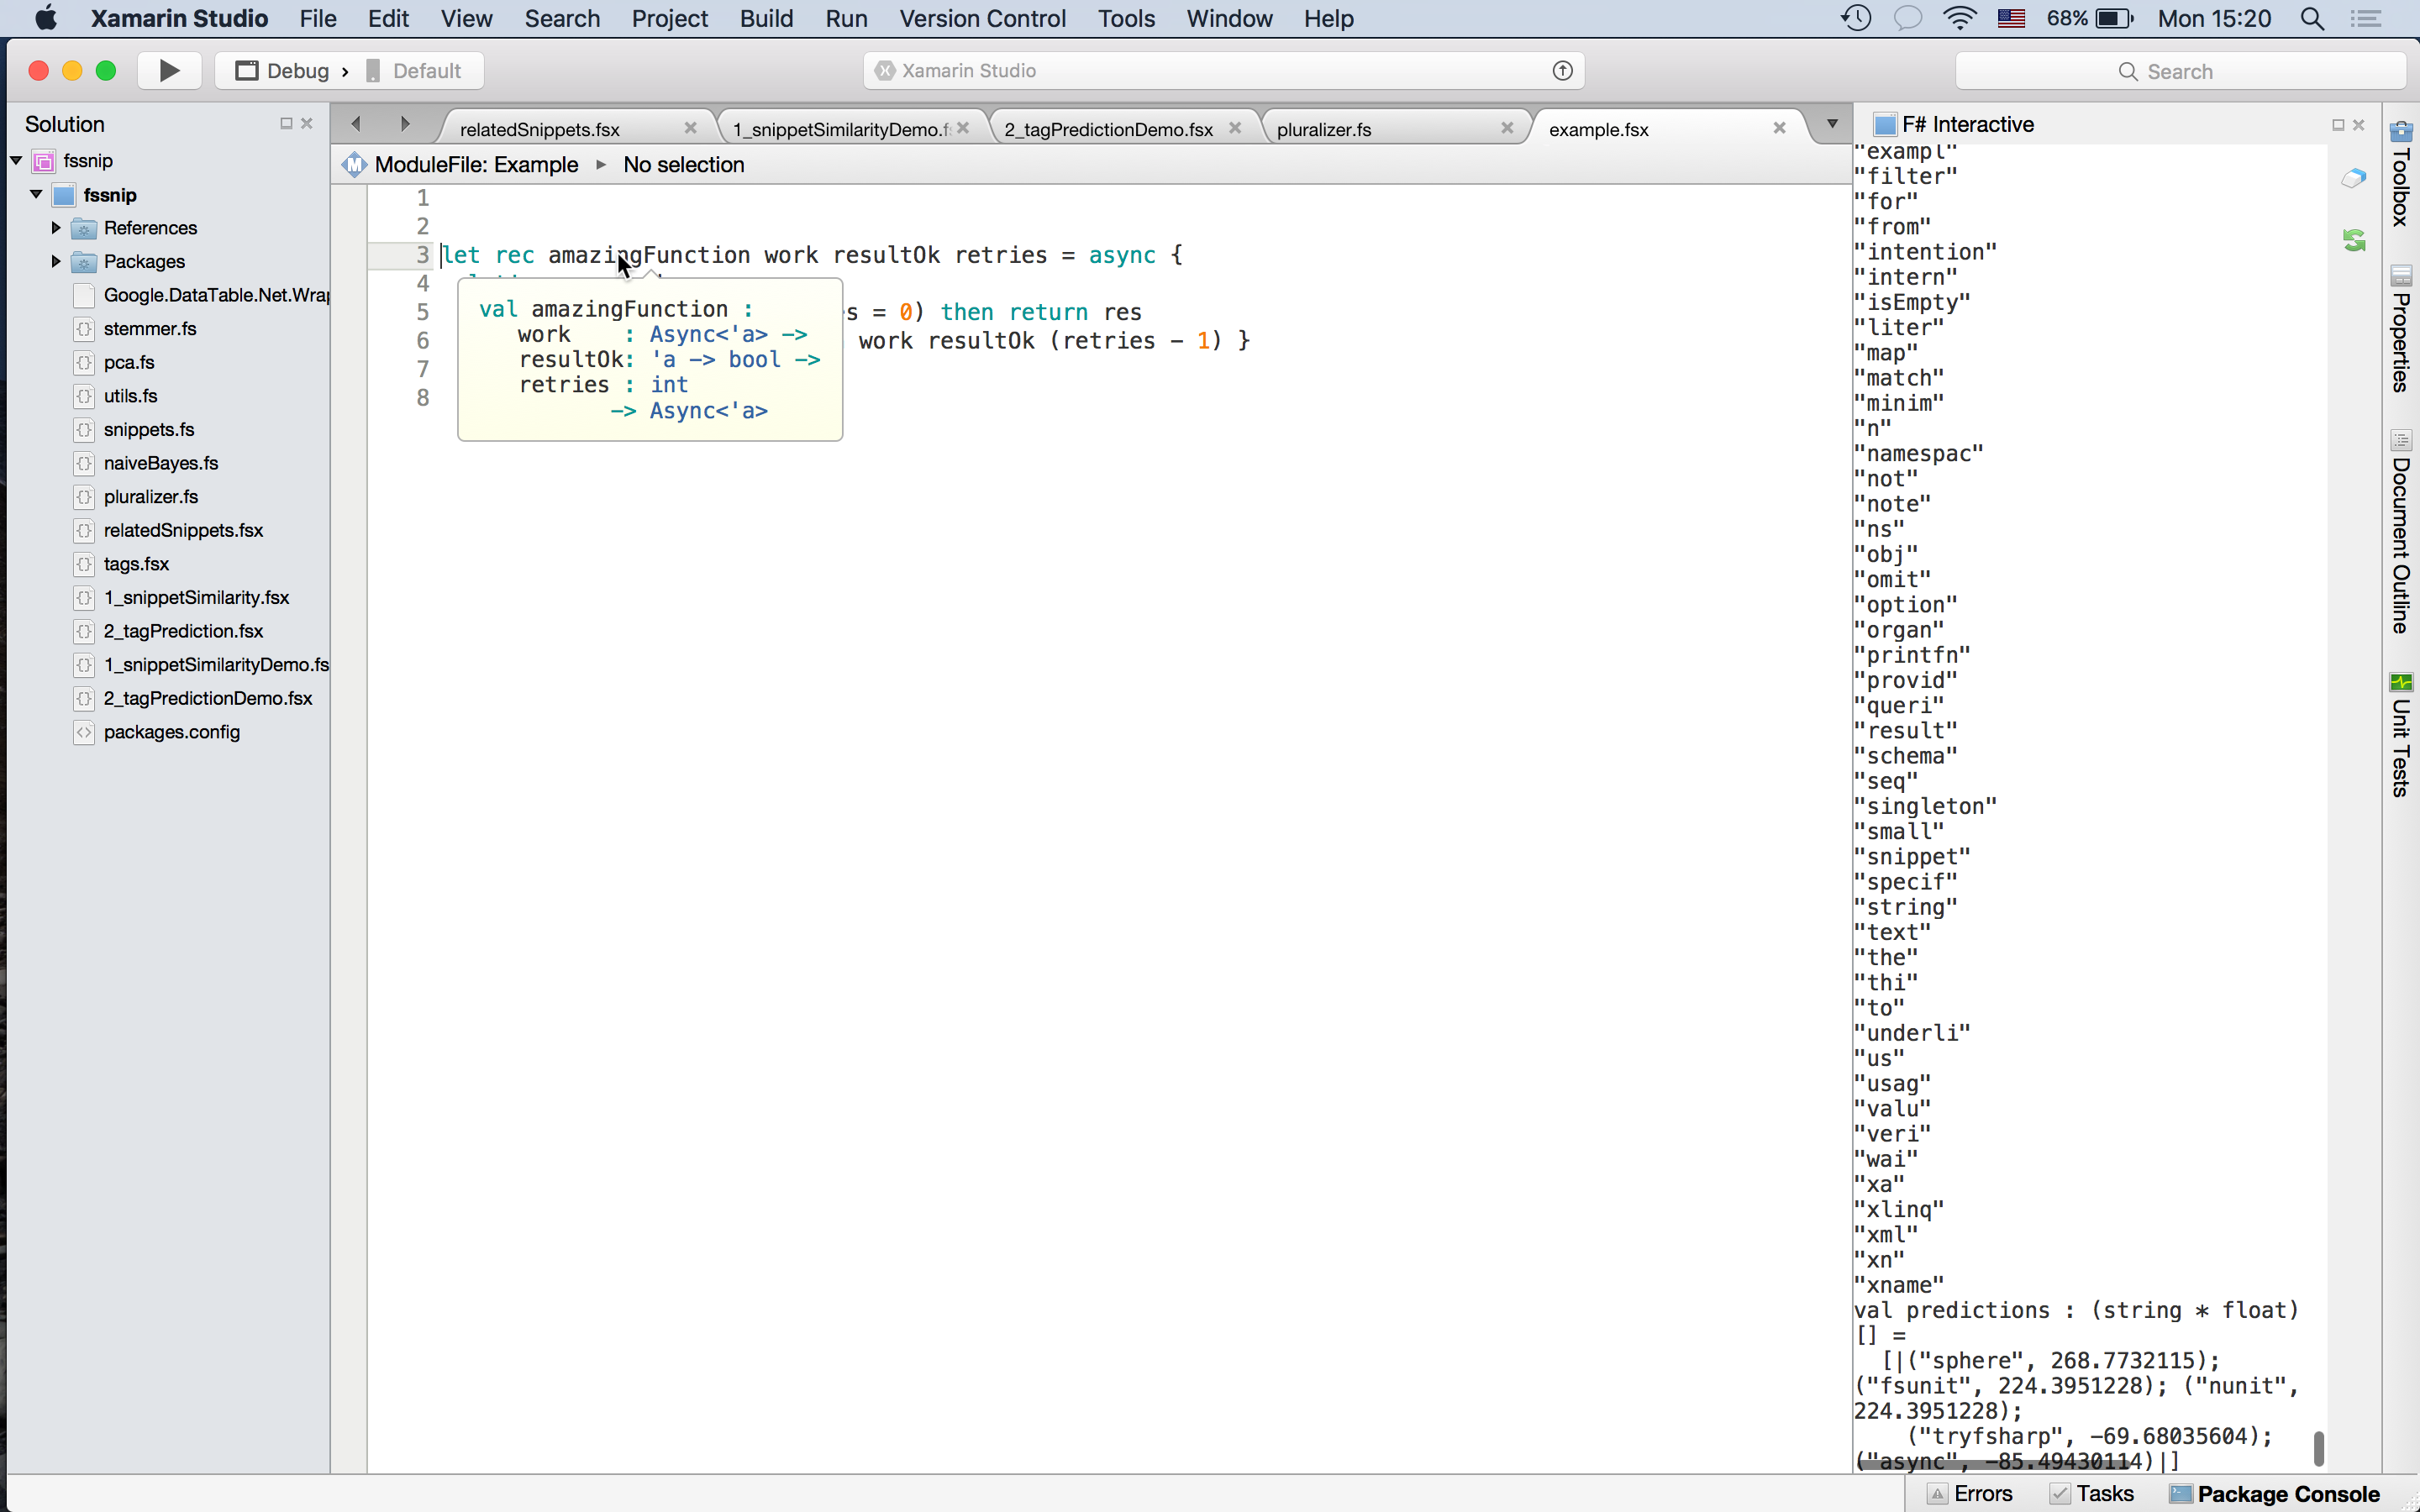 Xamarin Studio File Edit View Search Project Build Run Version Control Tools Window Help 68% Mon 15:20
Debug › Default Xamarin Studio Search
Solution
fssnip
fssnip
References
Packages
Google.DataTable.Net.Wrap
stemmer.fs
pca.fs
utils.fs
snippets.fs
naiveBayes.fs
pluralizer.fs
relatedSnippets.fsx
tags.fsx
1_snippetSimilarity.fsx
2_tagPrediction.fsx
1_snippetSimilarityDemo.fs
2_tagPredictionDemo.fsx
packages.config
relatedSnippets.fsx 1_snippetSimilarityDemo.f 2_tagPredictionDemo.fsx pluralizer.fs example.fsx
M ModuleFile: Example ▸ No selection
1
2
3 let rec amazingFunction work resultOk retries = async {
4
5 s = 0) then return res
6 work resultOk (retries - 1) }
7
8
val amazingFunction :
work : Async<'a> ->
resultOk: 'a -> bool ->
retries : int
-> Async<'a>
F# Interactive
"exampl"
"filter"
"for"
"from"
"intention"
"intern"
"isEmpty"
"liter"
"map"
"match"
"minim"
"n"
"namespac"
"not"
"note"
"ns"
"obj"
"omit"
"option"
"organ"
"printfn"
"provid"
"queri"
"result"
"schema"
"seq"
"singleton"
"small"
"snippet"
"specif"
"string"
"text"
"the"
"thi"
"to"
"underli"
"us"
"usag"
"valu"
"veri"
"wai"
"xa"
"xlinq"
"xml"
"xn"
"xname"
val predictions : (string * float)
[] =
[|("sphere", 268.7732115);
("fsunit", 224.3951228); ("nunit",
224.3951228);
("tryfsharp", -69.68035604);
("async", -85.49430114)|]
Toolbox
Properties
Document Outline
Unit Tests
Errors Tasks Package Console